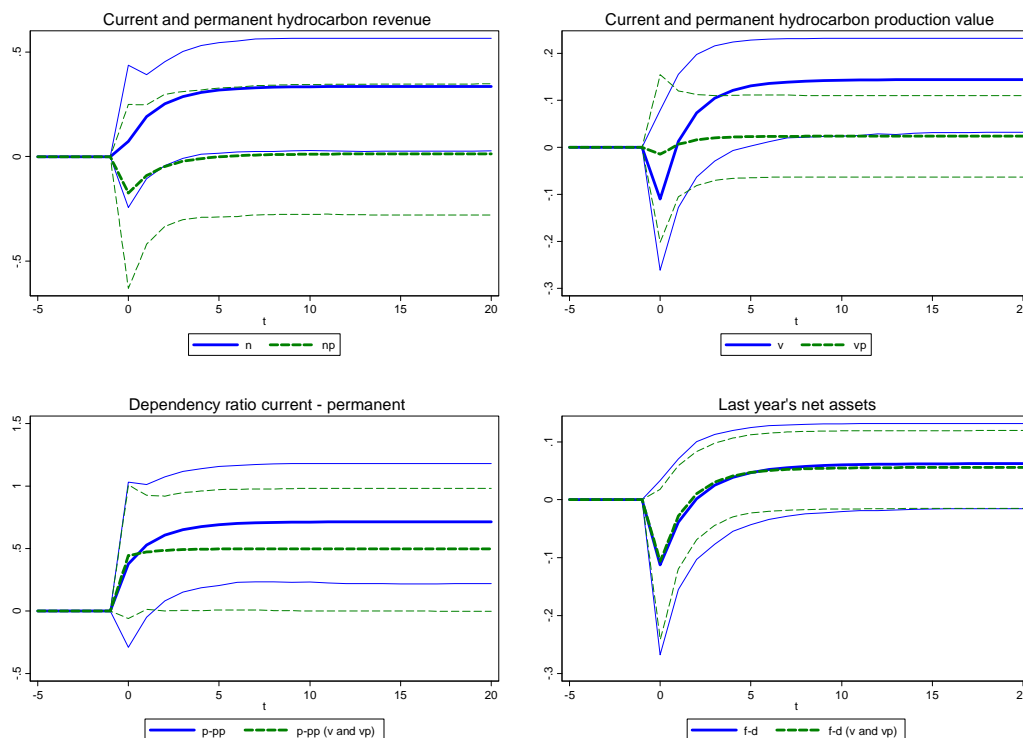 Current and permanent hydrocarbon revenue
.5
0
-.5
-5 0 5 10 15 20
t
n np
Current and permanent hydrocarbon production value
.2
.1
0
-.1
-.2
-.3
-5 0 5 10 15 20
t
v vp
Dependency ratio current - permanent
1.5
1
.5
0
-.5
-5 0 5 10 15 20
t
p-pp p-pp (v and vp)
Last year's net assets
.1
0
-.1
-.2
-.3
-5 0 5 10 15 20
t
f-d f-d (v and vp)